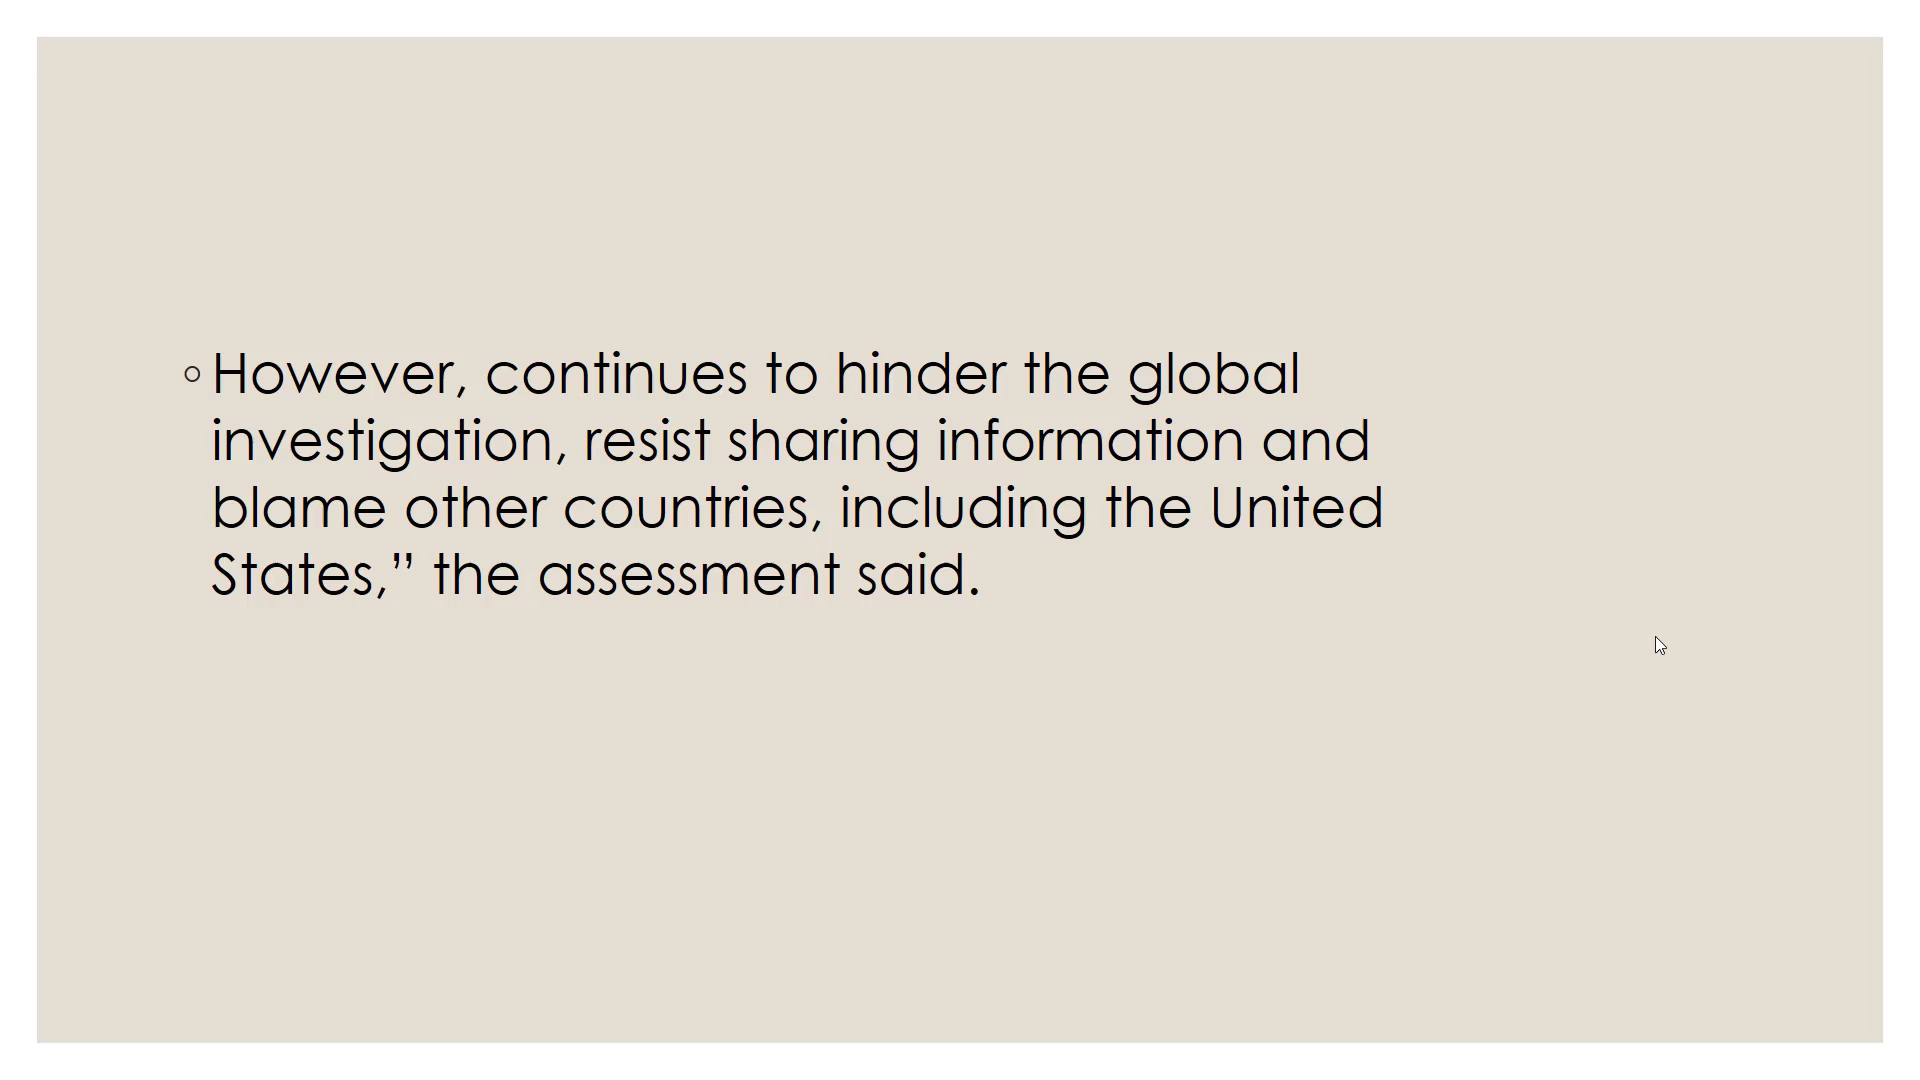 ◦ However, continues to hinder the global
investigation, resist sharing information and
blame other countries, including the United
States,” the assessment said.